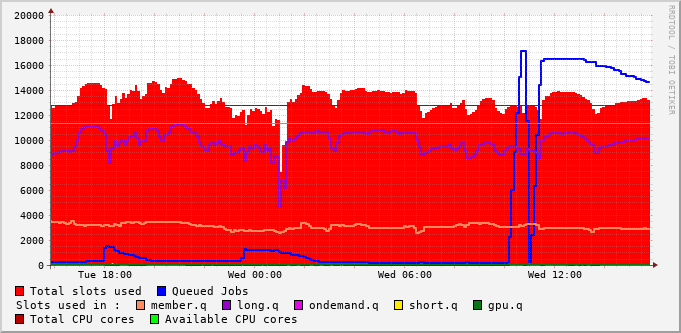 20000
18000
16000
14000
12000
10000
8000
6000
4000
2000
0
Tue 18:00 Wed 00:00 Wed 06:00 Wed 12:00
RRDTOOL / TOBI OETIKER
Total slots used Queued Jobs
Slots used in : member.q long.q ondemand.q short.q gpu.q
Total CPU cores Available CPU cores